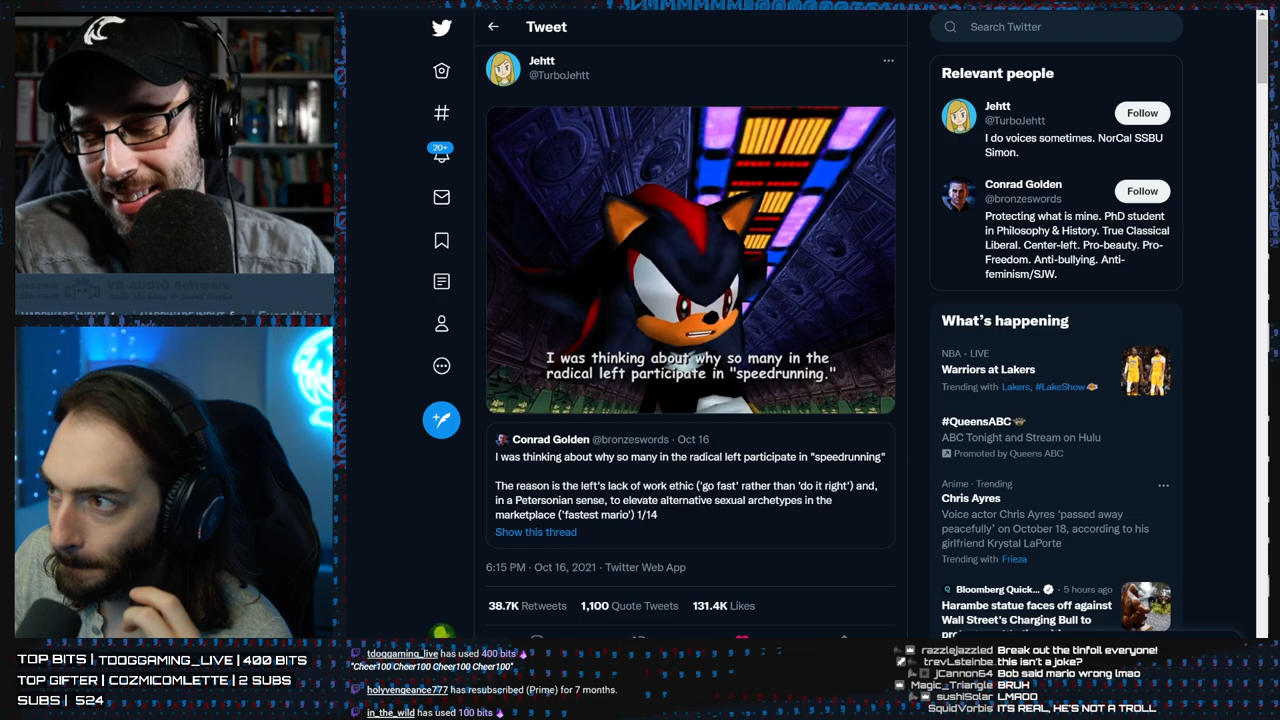 Tweet
Search Twitter
Jehtt
@TurboJehtt
20+
I was thinking about why so many in the
radical left participate in "speedrunning."
Conrad Golden @bronzeswords · Oct 16
I was thinking about why so many in the radical left participate in "speedrunning"
The reason is the left's lack of work ethic ('go fast' rather than 'do it right') and,
in a Petersonian sense, to elevate alternative sexual archetypes in the
marketplace ('fastest mario') 1/14
Show this thread
6:15 PM · Oct 16, 2021 · Twitter Web App
38.7K Retweets 1,100 Quote Tweets 131.4K Likes
Relevant people
Jehtt
@TurboJehtt
Follow
I do voices sometimes. NorCal SSBU
Simon.
Conrad Golden
@bronzeswords
Follow
Protecting what is mine. PhD student
in Philosophy & History. True Classical
Liberal. Center-left. Pro-beauty. Pro-
Freedom. Anti-bullying. Anti-
feminism/SJW.
What's happening
NBA · LIVE
Warriors at Lakers
Trending with Lakers, #LakeShow
#QueensABC
ABC Tonight and Stream on Hulu
Promoted by Queens ABC
Anime · Trending
Chris Ayres
Voice actor Chris Ayres 'passed away
peacefully' on October 18, according to his
girlfriend Krystal LaPorte
Trending with Frieza
Bloomberg Quick... · 5 hours ago
Harambe statue faces off against
Wall Street's Charging Bull to
VB-AUDIO Software
TOP BITS | TDOGGAMING_LIVE | 400 BITS
TOP GIFTER | COZMICOMLETTE | 2 SUBS
SUBS | 524
tdoggaming_live has used 400 bits
"Cheer100 Cheer100 Cheer100 Cheer100"
holyvengeance777 has resubscribed (Prime) for 7 months.
in_the_wild has used 100 bits
razzlejazzled Break out the tinfoil everyone!
trevLsteinbe this isn't a joke?
jCannon64 Bob said mario wrong lmao
Magic_Triangle BRUH
sushiSolar LMAOO
SquidVorbis ITS REAL, HE'S NOT A TROLL